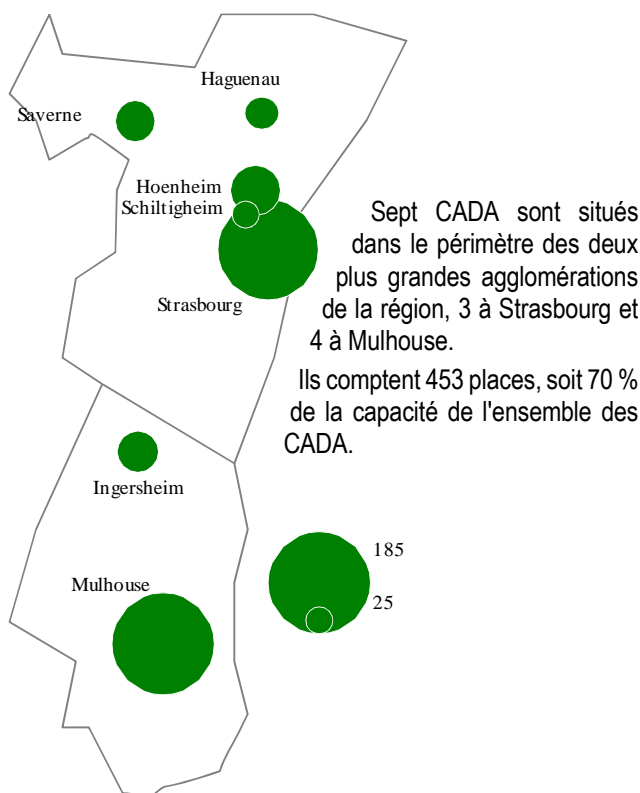 Haguenau
Saverne
Hoenheim
Schiltigheim
Strasbourg
Sept CADA sont situés
dans le périmètre des deux
plus grandes agglomérations
de la région, 3 à Strasbourg et
4 à Mulhouse.
Ils comptent 453 places, soit 70 %
de la capacité de l'ensemble des
CADA.
Ingersheim
Mulhouse
185
25